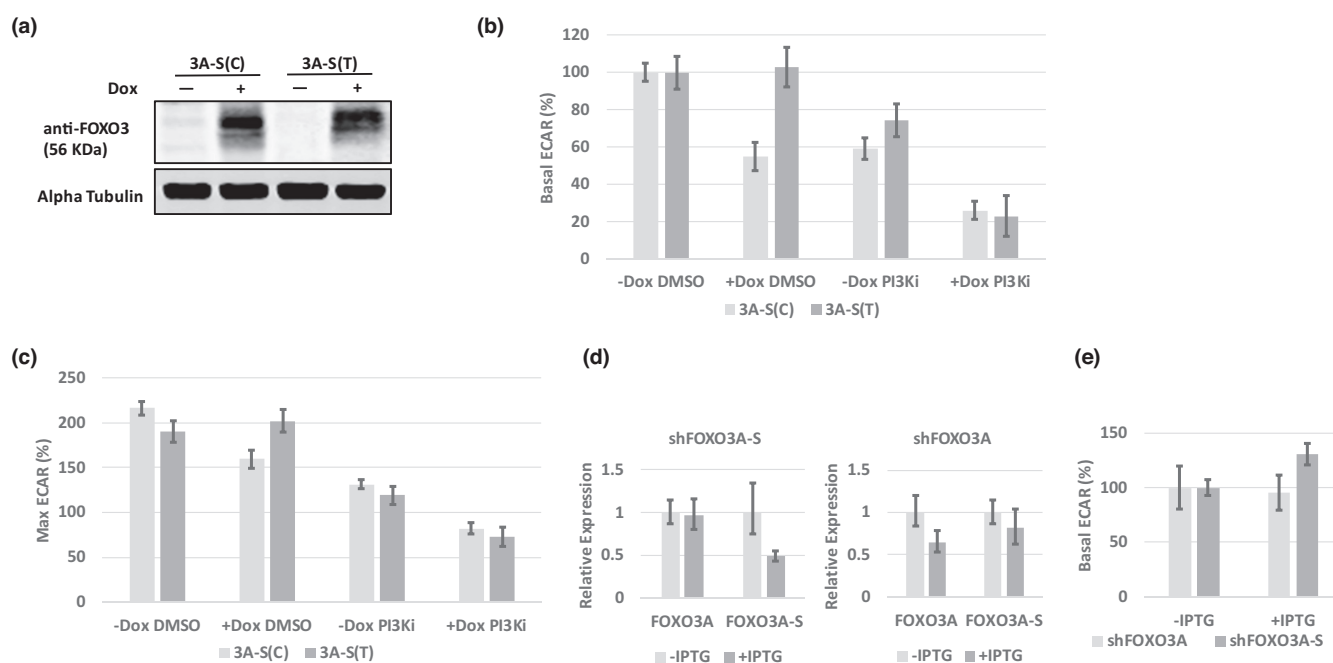 (a)
3A-S(C) 3A-S(T)
Dox — + — +
anti-FOXO3
(56 KDa)
Alpha Tubulin
(b)
Basal ECAR (%)
120
100
80
60
40
20
0
-Dox DMSO +Dox DMSO -Dox PI3Ki +Dox PI3Ki
3A-S(C) 3A-S(T)
(c)
Max ECAR (%)
250
200
150
100
50
0
-Dox DMSO +Dox DMSO -Dox PI3Ki +Dox PI3Ki
3A-S(C) 3A-S(T)
(d)
shFOXO3A-S
Relative Expression
1.5
1
0.5
0
FOXO3A FOXO3A-S
-IPTG +IPTG
shFOXO3A
Relative Expression
1.5
1
0.5
0
FOXO3A FOXO3A-S
-IPTG +IPTG
(e)
Basal ECAR (%)
150
100
50
0
-IPTG +IPTG
shFOXO3A shFOXO3A-S